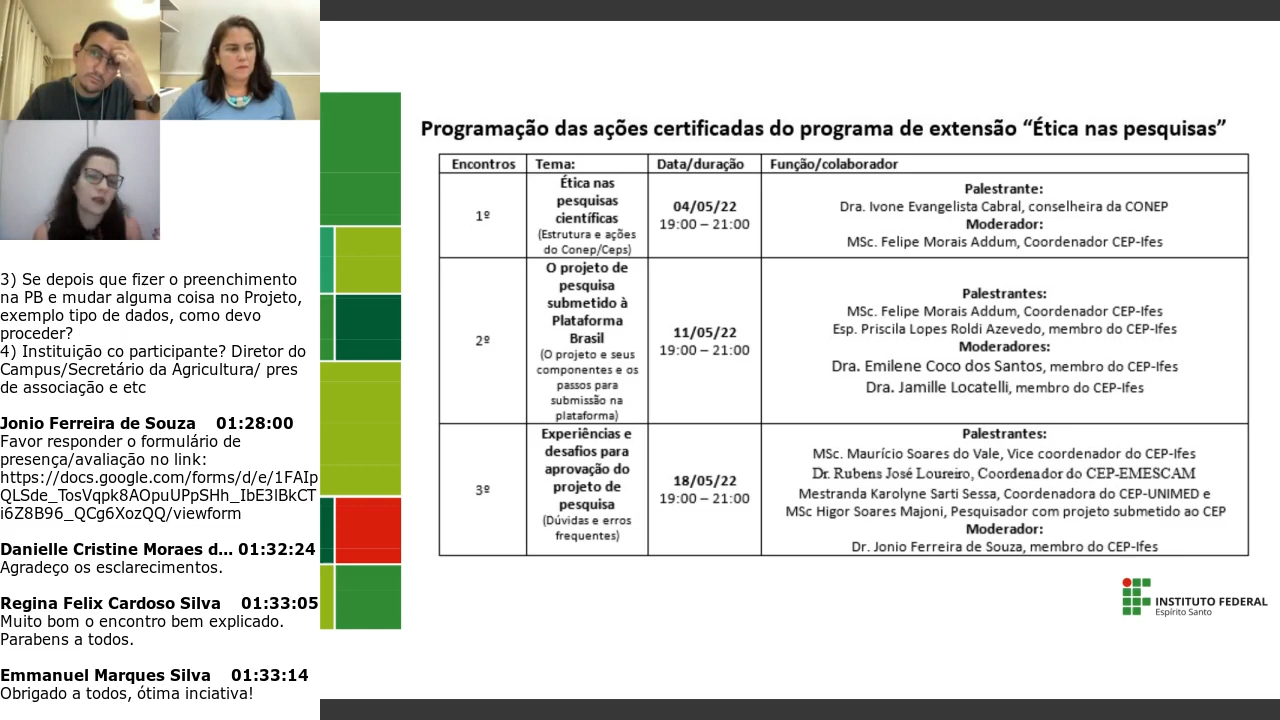 3) Se depois que fizer o preenchimento
na PB e mudar alguma coisa no Projeto,
exemplo tipo de dados, como devo
proceder?
4) Instituição co participante? Diretor do
Campus/Secretário da Agricultura/ pres
de associação e etc
Jonio Ferreira de Souza 01:28:00
Favor responder o formulário de
presença/avaliação no link:
https://docs.google.com/forms/d/e/1FAIp
QLSde_TosVqpk8AOpuUPpSHh_IbE3lBkCT
i6Z8B96_QCg6XozQQ/viewform
Danielle Cristine Moraes d... 01:32:24
Agradeço os esclarecimentos.
Regina Felix Cardoso Silva 01:33:05
Muito bom o encontro bem explicado.
Parabens a todos.
Emmanuel Marques Silva 01:33:14
Obrigado a todos, ótima inciativa!
Programação das ações certificadas do programa de extensão “Ética nas pesquisas”
Encontros Tema: Data/duração Função/colaborador
1º
Ética nas
pesquisas
científicas
(Estrutura e ações
do Conep/Ceps)
04/05/22
19:00 – 21:00
Palestrante:
Dra. Ivone Evangelista Cabral, conselheira da CONEP
Moderador:
MSc. Felipe Morais Addum, Coordenador CEP-Ifes
2º
O projeto de
pesquisa
submetido à
Plataforma
Brasil
(O projeto e seus
componentes e os
passos para
submissão na
plataforma)
11/05/22
19:00 – 21:00
Palestrantes:
MSc. Felipe Morais Addum, Coordenador CEP-Ifes
Esp. Priscila Lopes Roldi Azevedo, membro do CEP-Ifes
Moderadores:
Dra. Emilene Coco dos Santos, membro do CEP-Ifes
Dra. Jamille Locatelli, membro do CEP-Ifes
3º
Experiências e
desafios para
aprovação do
projeto de
pesquisa
(Dúvidas e erros
frequentes)
18/05/22
19:00 – 21:00
Palestrantes:
MSc. Maurício Soares do Vale, Vice coordenador do CEP-Ifes
Dr. Rubens José Loureiro, Coordenador do CEP-EMESCAM
Mestranda Karolyne Sarti Sessa, Coordenadora do CEP-UNIMED e
MSc Higor Soares Majoni, Pesquisador com projeto submetido ao CEP
Moderador:
Dr. Jonio Ferreira de Souza, membro do CEP-Ifes
INSTITUTO FEDERAL
Espírito Santo